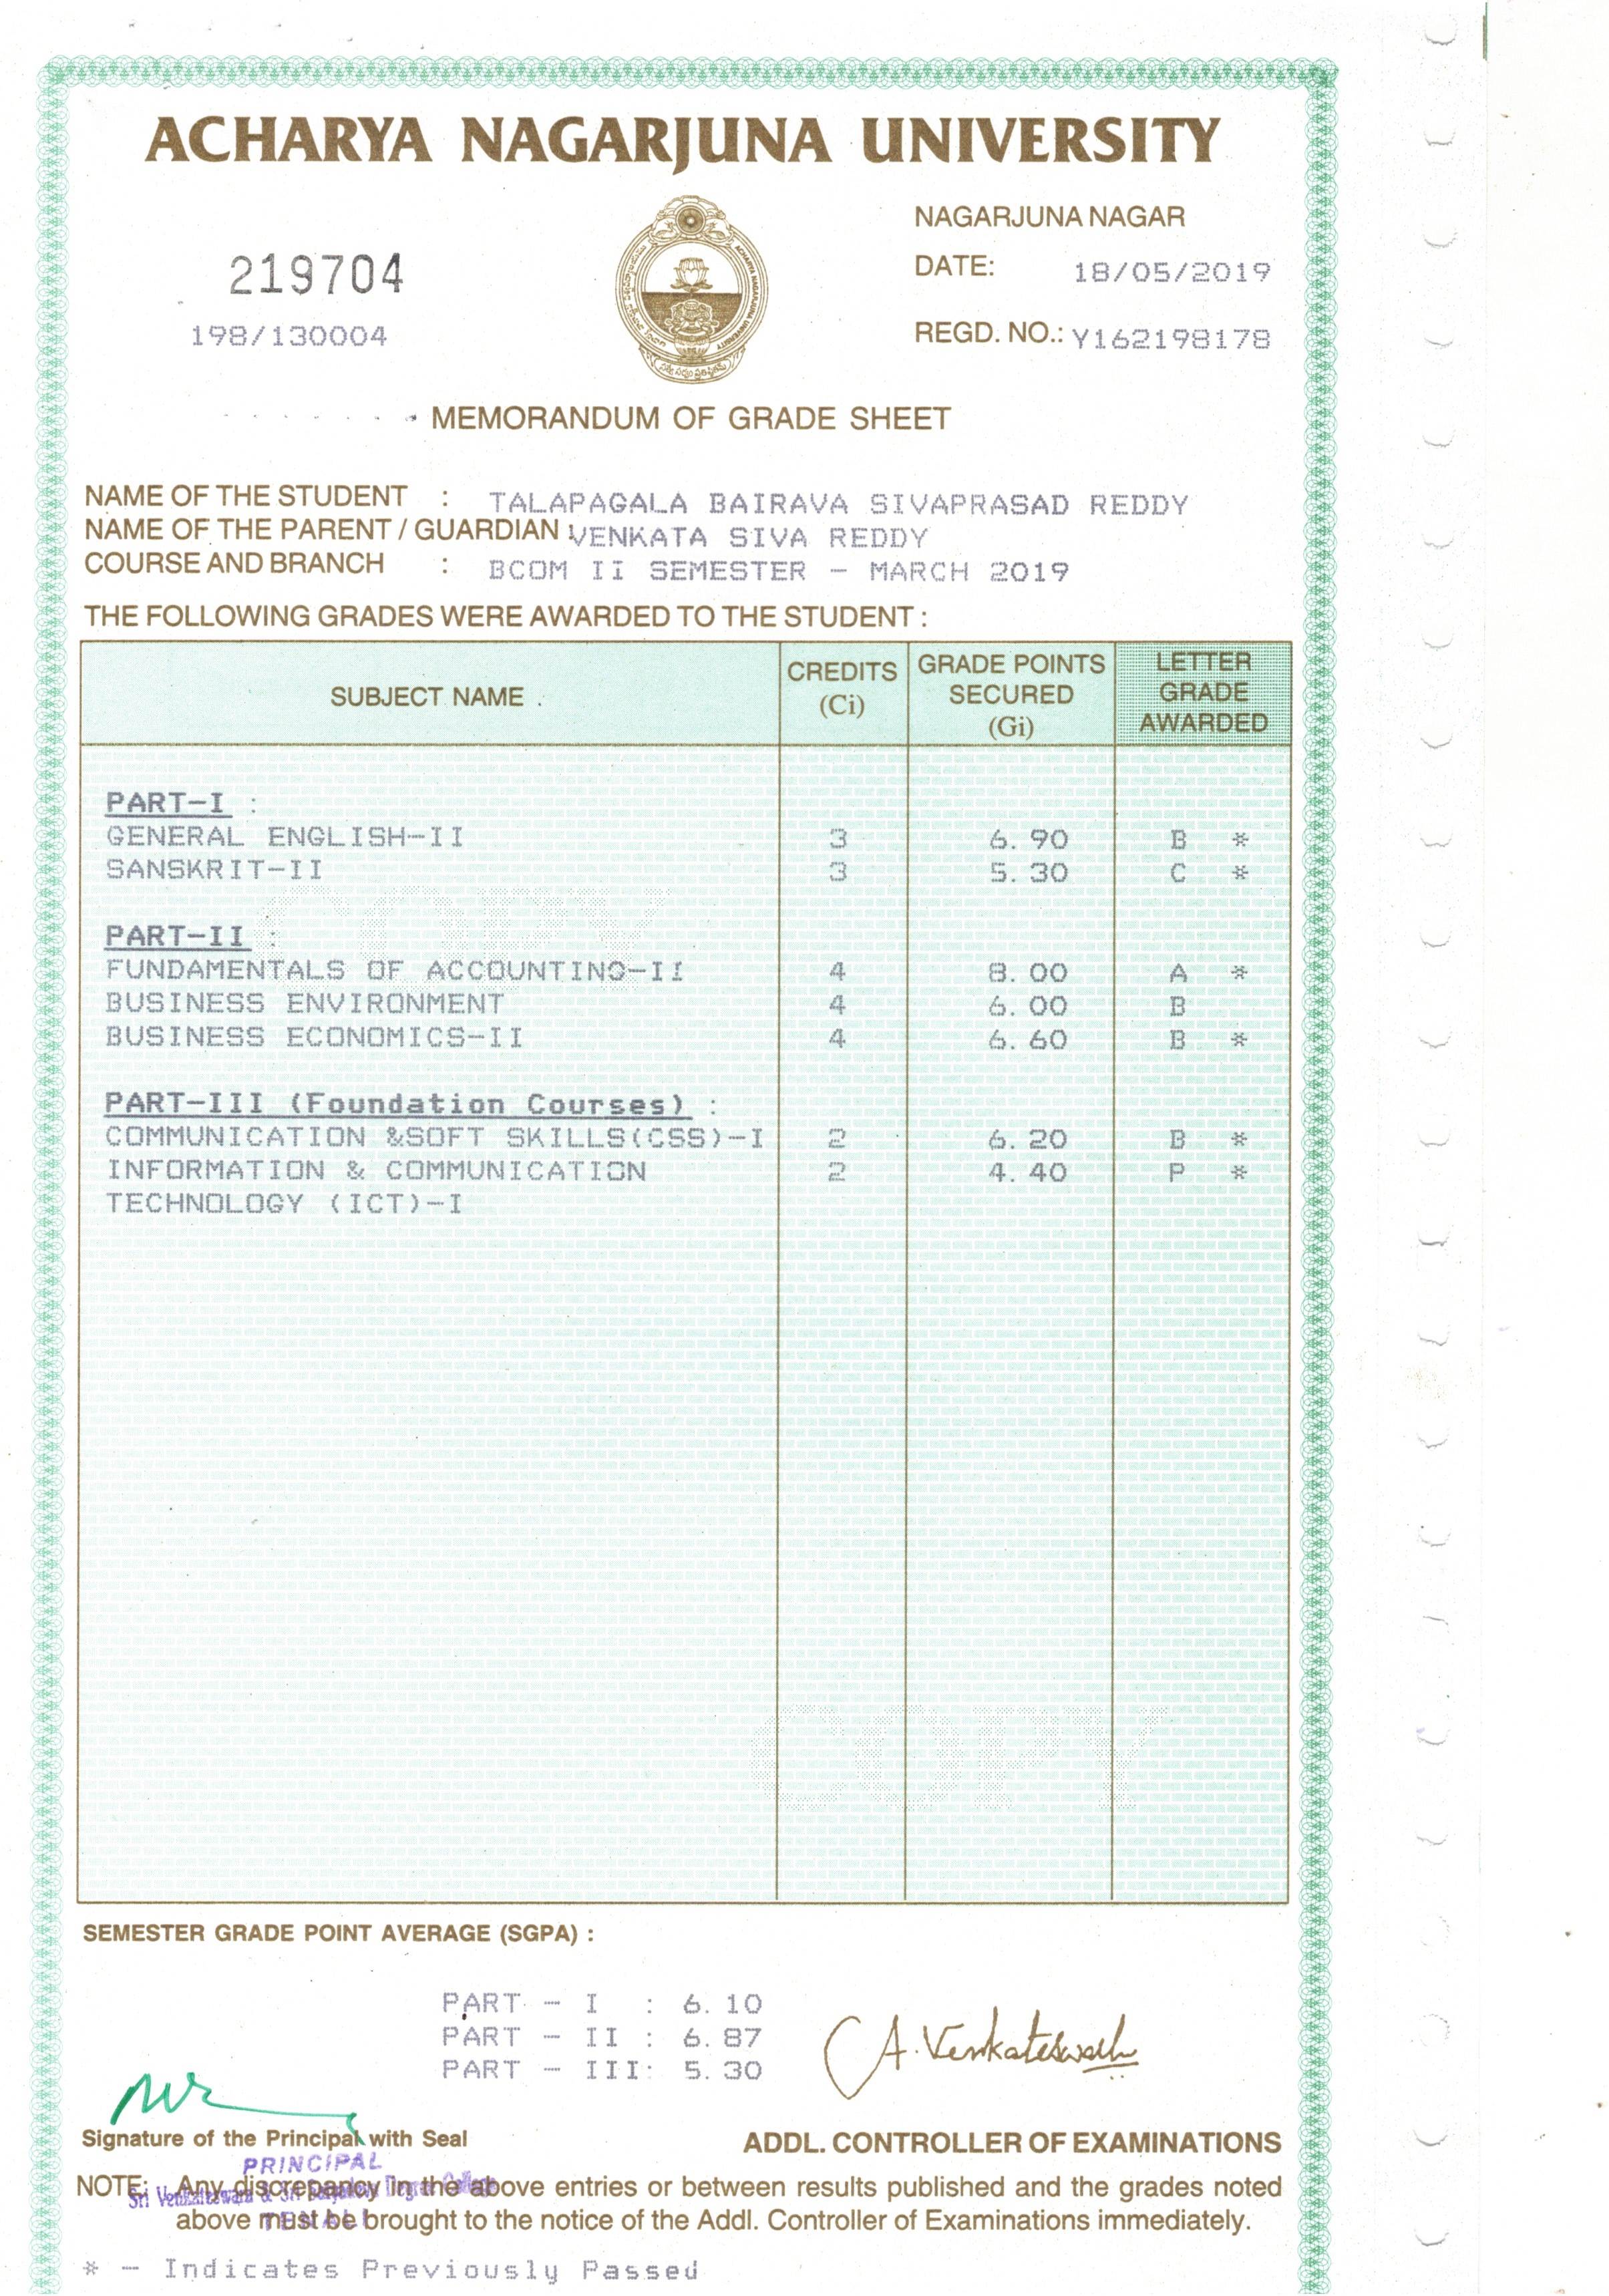 ACHARYA NAGARJUNA UNIVERSITY
NAGARJUNA NAGAR
219704
DATE: 18/05/2019
198/130004
REGD. NO.: Y162198178
ACHARYA NAGARJUNA UNIVERSITY
MEMORANDUM OF GRADE SHEET
NAME OF THE STUDENT : TALAPAGALA BAIRAVA SIVAPRASAD REDDY
NAME OF THE PARENT / GUARDIAN VENKATA SIVA REDDY
COURSE AND BRANCH : BCOM II SEMESTER - MARCH 2019
THE FOLLOWING GRADES WERE AWARDED TO THE STUDENT :
SUBJECT NAME CREDITS (Ci) GRADE POINTS SECURED (Gi) LETTER GRADE AWARDED
PART-I :
GENERAL ENGLISH-II 3 6.90 B *
SANSKRIT-II 3 5.30 C *
COPY
PART-II :
FUNDAMENTALS OF ACCOUNTING-II 4 8.00 A *
BUSINESS ENVIRONMENT 4 6.00 B
BUSINESS ECONOMICS-II 4 6.60 B *
PART-III (Foundation Courses) :
COMMUNICATION &SOFT SKILLS(CSS)-I 2 6.20 B *
INFORMATION & COMMUNICATION 2 4.40 P *
TECHNOLOGY (ICT)-I
COPY
SEMESTER GRADE POINT AVERAGE (SGPA) :
PART - I : 6.10
PART - II : 6.87
PART - III: 5.30
A. Venkateswarlu
Signature of the Principal with Seal
ADDL. CONTROLLER OF EXAMINATIONS
PRINCIPAL
Sri Venkateswara & Sri Degree College
TENALI
NOTE: Any discrepancy in the above entries or between results published and the grades noted
above must be brought to the notice of the Addl. Controller of Examinations immediately.
* - Indicates Previously Passed